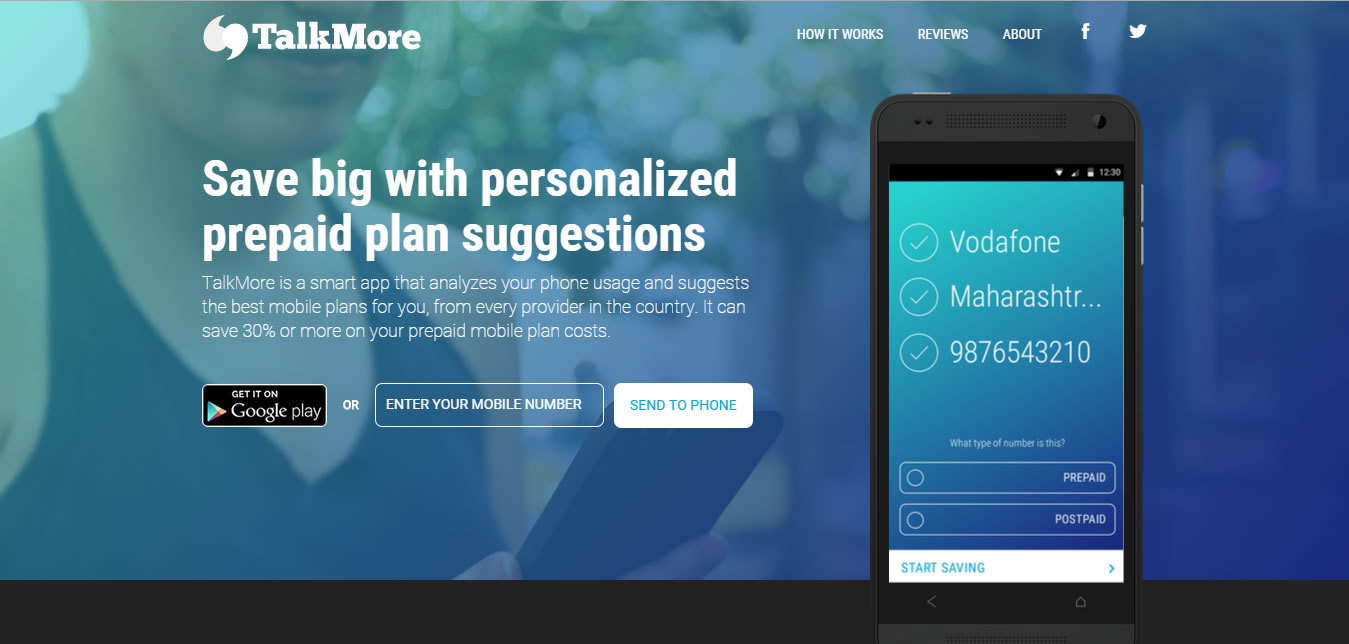 TalkMore
HOW IT WORKS
REVIEWS
ABOUT
Save big with personalized
prepaid plan suggestions
TalkMore is a smart app that analyzes your phone usage and suggests
the best mobile plans for you, from every provider in the country. It can
save 30% or more on your prepaid mobile plan costs.
GET IT ON
Google play
OR
ENTER YOUR MOBILE NUMBER
SEND TO PHONE
12:30
Vodafone
Maharashtr...
9876543210
What type of number is this?
PREPAID
POSTPAID
START SAVING